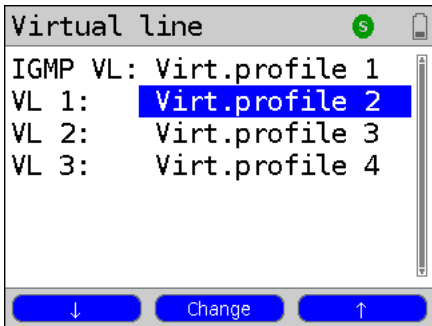 Virtual line S
IGMP VL: Virt.profile 1
VL 1: Virt.profile 2
VL 2: Virt.profile 3
VL 3: Virt.profile 4
↓ Change ↑